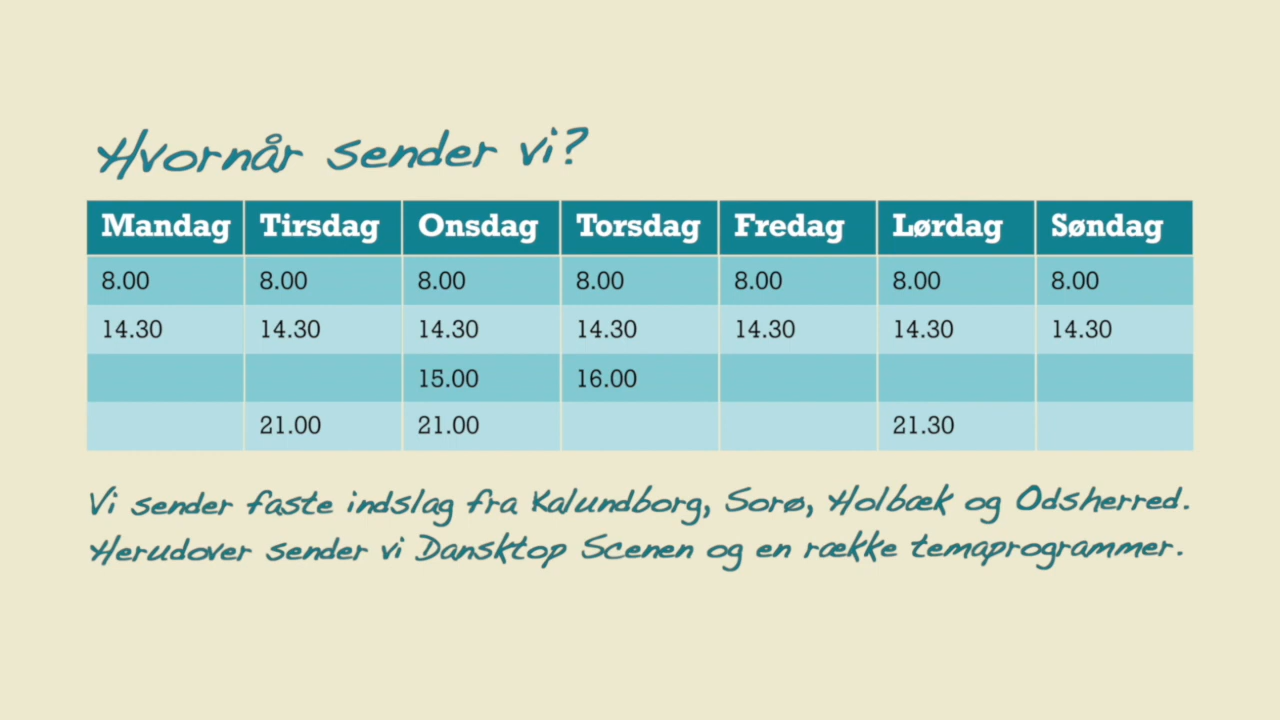 Hvornår sender vi?
Mandag Tirsdag Onsdag Torsdag Fredag Lørdag Søndag
8.00 8.00 8.00 8.00 8.00 8.00 8.00
14.30 14.30 14.30 14.30 14.30 14.30 14.30
15.00 16.00
21.00 21.00 21.30
Vi sender faste indslag fra Kalundborg, Sorø, Holbæk og Odsherred.
Herudover sender vi Dansktop Scenen og en række temaprogrammer.